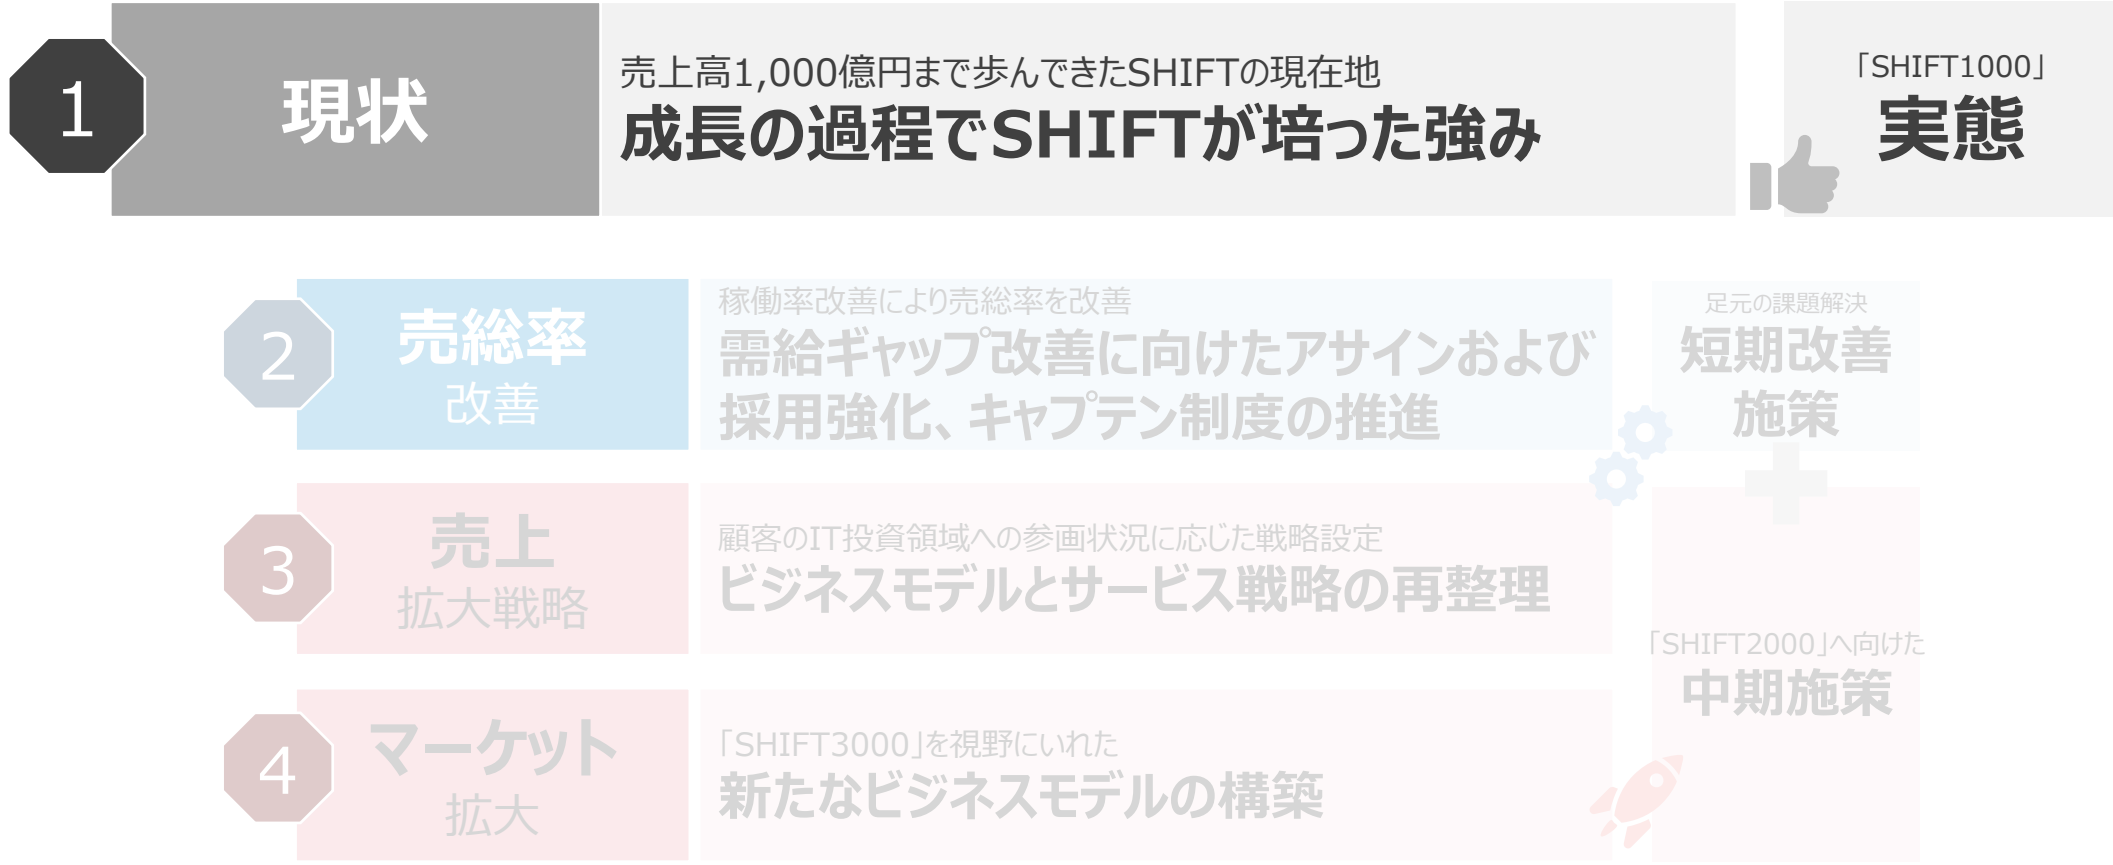 1
現状
売上高1,000億円まで歩んできたSHIFTの現在地
成長の過程でSHIFTが培った強み
「SHIFT1000」
実態
2
売総率
改善
稼働率改善により売総率を改善
需給ギャップ改善に向けたアサインおよび
採用強化、キャプテン制度の推進
足元の課題解決
短期改善
施策
3
売上
拡大戦略
顧客のIT投資領域への参画状況に応じた戦略設定
ビジネスモデルとサービス戦略の再整理
「SHIFT2000」へ向けた
中期施策
4
マーケット
拡大
「SHIFT3000」を視野にいれた
新たなビジネスモデルの構築